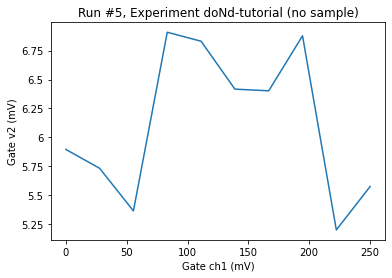 Run #5, Experiment doNd-tutorial (no sample)
6.75
6.5
6.25
6
5.75
5.5
5.25
Gate v2 (mV)
0 50 100 150 200 250
Gate ch1 (mV)